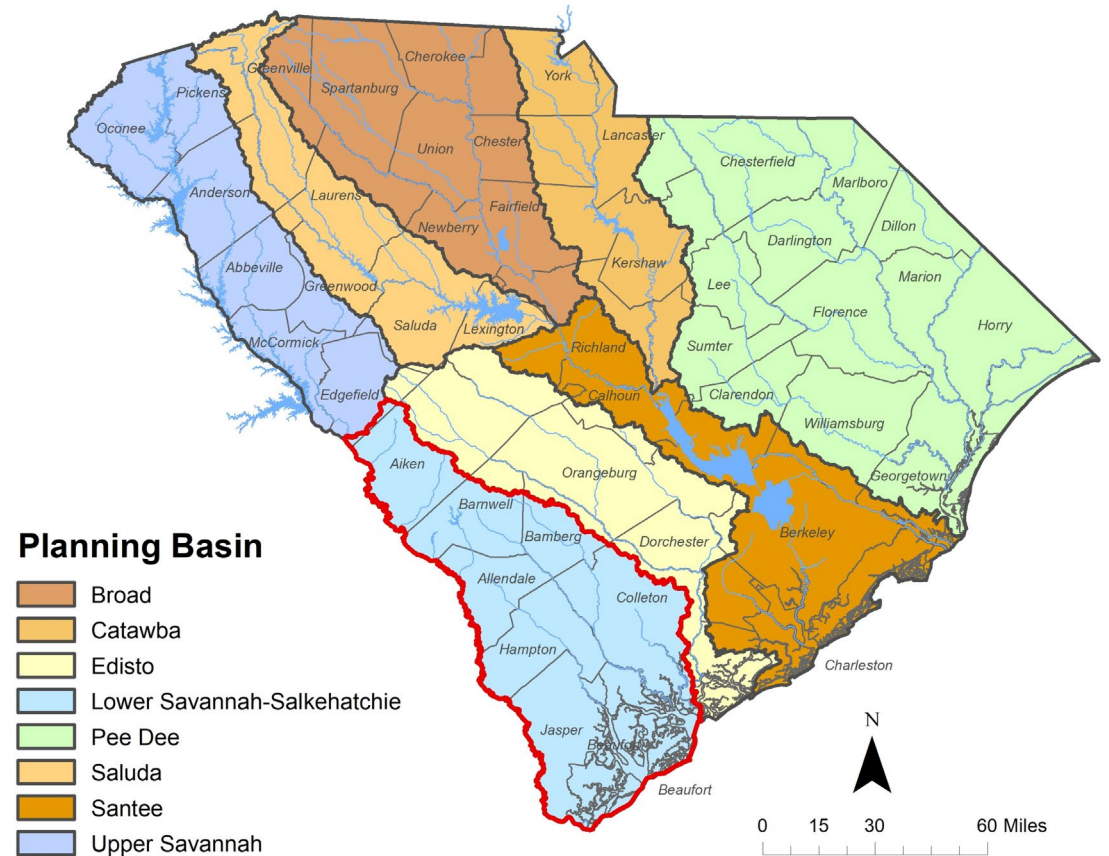 Cherokee
York
Greenville
Spartanburg
Pickens
Oconee
Lancaster
Chester
Union
Chesterfield
Marlboro
Anderson
Laurens
Fairfield
Newberry
Dillon
Darlington
Abbeville
Kershaw
Marion
Greenwood
Lee
Florence
Saluda
Lexington
Horry
McCormick
Richland
Sumter
Edgefield
Calhoun
Clarendon
Williamsburg
Aiken
Orangeburg
Georgetown
Barnwell
Bamberg
Dorchester
Berkeley
Allendale
Colleton
Hampton
Charleston
Jasper
Beaufort
Beaufort
Planning Basin
Broad
Catawba
Edisto
Lower Savannah-Salkehatchie
Pee Dee
Saluda
Santee
Upper Savannah
N
0 15 30 60 Miles